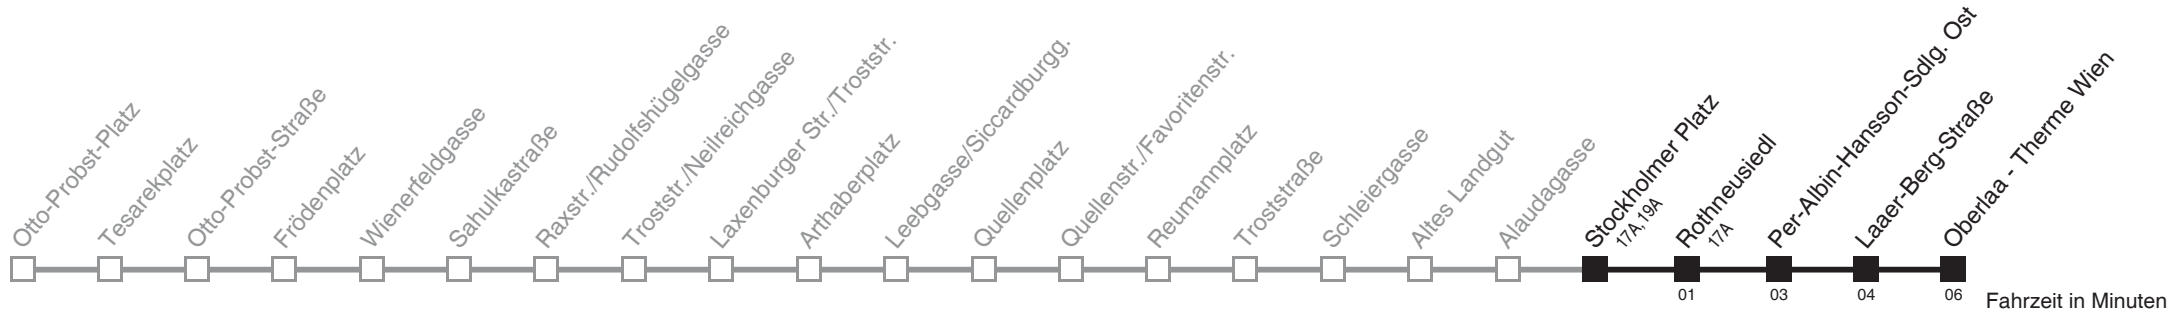 Otto-Probst-Platz
Tesarekplatz
Otto-Probst-Straße
Frödenplatz
Wienerfeldgasse
Sahulkastraße
Raxstr./Rudolfshügelgasse
Troststr./Neilreichgasse
Laxenburger Str./Troststr.
Arthaberplatz
Leebgasse/Siccardburgg.
Quellenplatz
Quellenstr./Favoritenstr.
Reumannplatz
Troststraße
Schleiergasse
Altes Landgut
Alaudagasse
Stockholmer Platz
17A, 19A
Rothneusiedl
17A
Per-Albin-Hansson-Sdlg. Ost
Laaer-Berg-Straße
Oberlaa - Therme Wien
01 03 04 06
Fahrzeit in Minuten